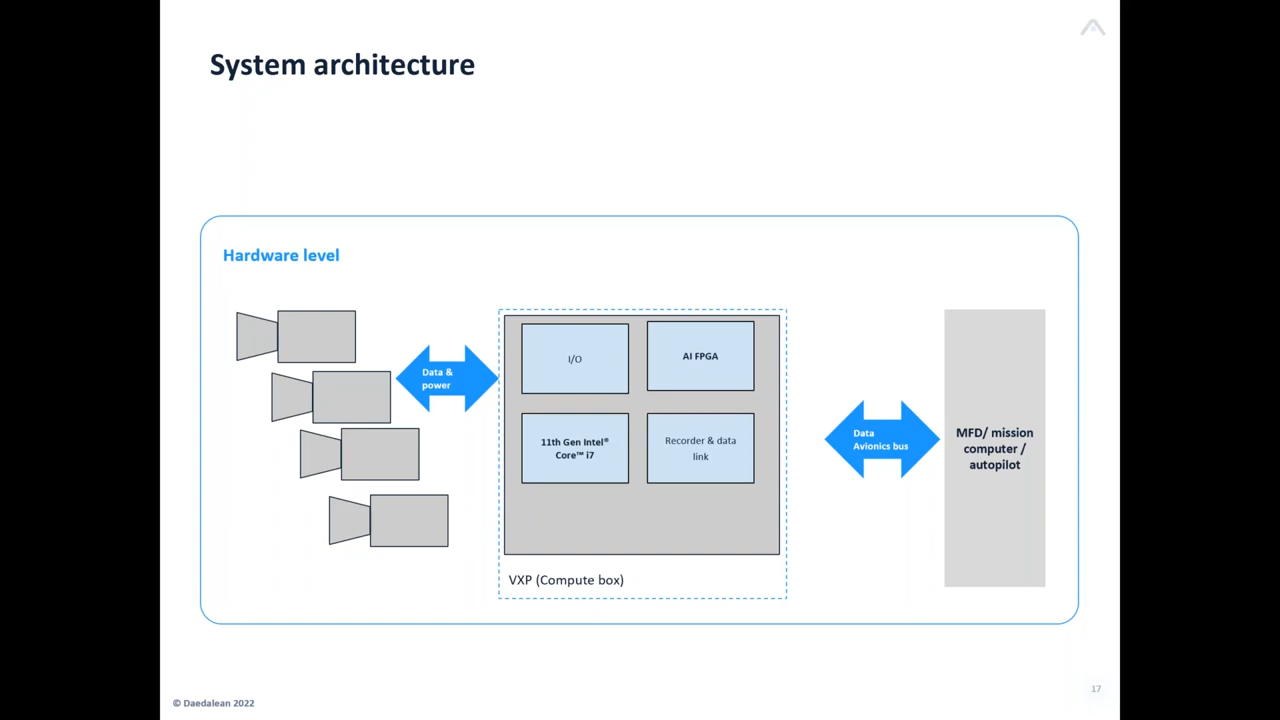 System architecture
Hardware level
Data &
power
I/O
AI FPGA
11th Gen Intel®
Core™ i7
Recorder & data
link
VXP (Compute box)
Data
Avionics bus
MFD/ mission
computer /
autopilot
© Daedalean 2022
17